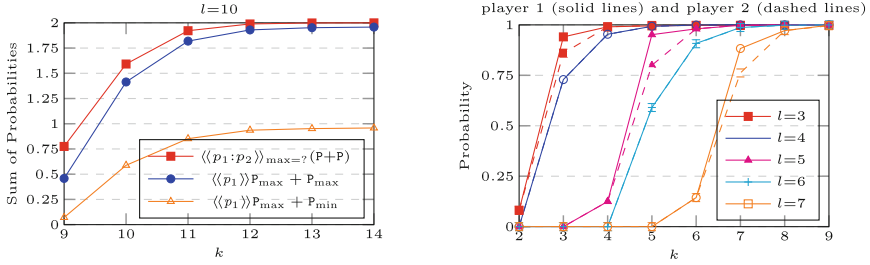 l=10
Sum of Probabilities
2
1.75
1.5
1.25
1
0.75
0.5
0.25
0
9 10 11 12 13 14
k
⟨⟨p₁:p₂⟩⟩max=?(P+P)
⟨⟨p₁⟩⟩Pmax + Pmax
⟨⟨p₁⟩⟩Pmax + Pmin
player 1 (solid lines) and player 2 (dashed lines)
Probability
1
0.75
0.5
0.25
0
2 3 4 5 6 7 8 9
k
l=3
l=4
l=5
l=6
l=7